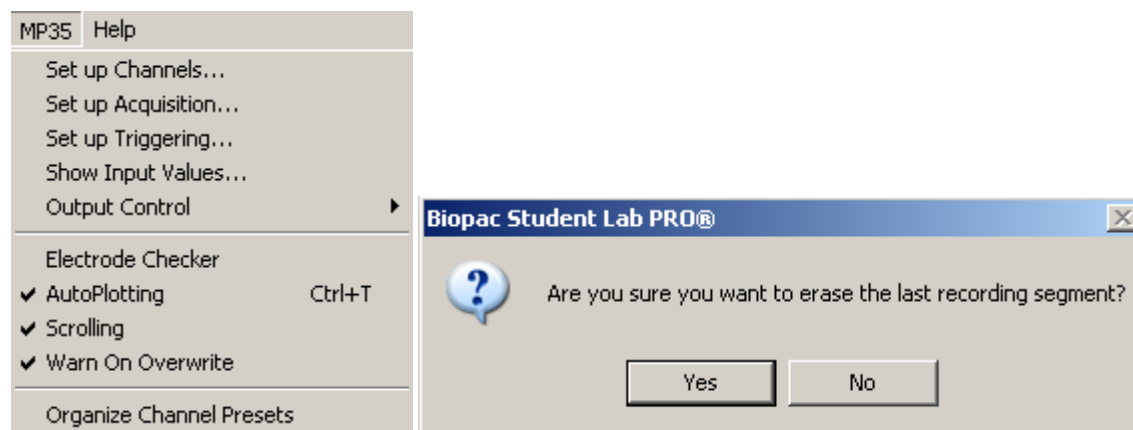 MP35 Help
Set up Channels...
Set up Acquisition...
Set up Triggering...
Show Input Values...
Output Control
Electrode Checker
AutoPlotting Ctrl+T
Scrolling
Warn On Overwrite
Organize Channel Presets
Biopac Student Lab PRO®
Are you sure you want to erase the last recording segment?
Yes No